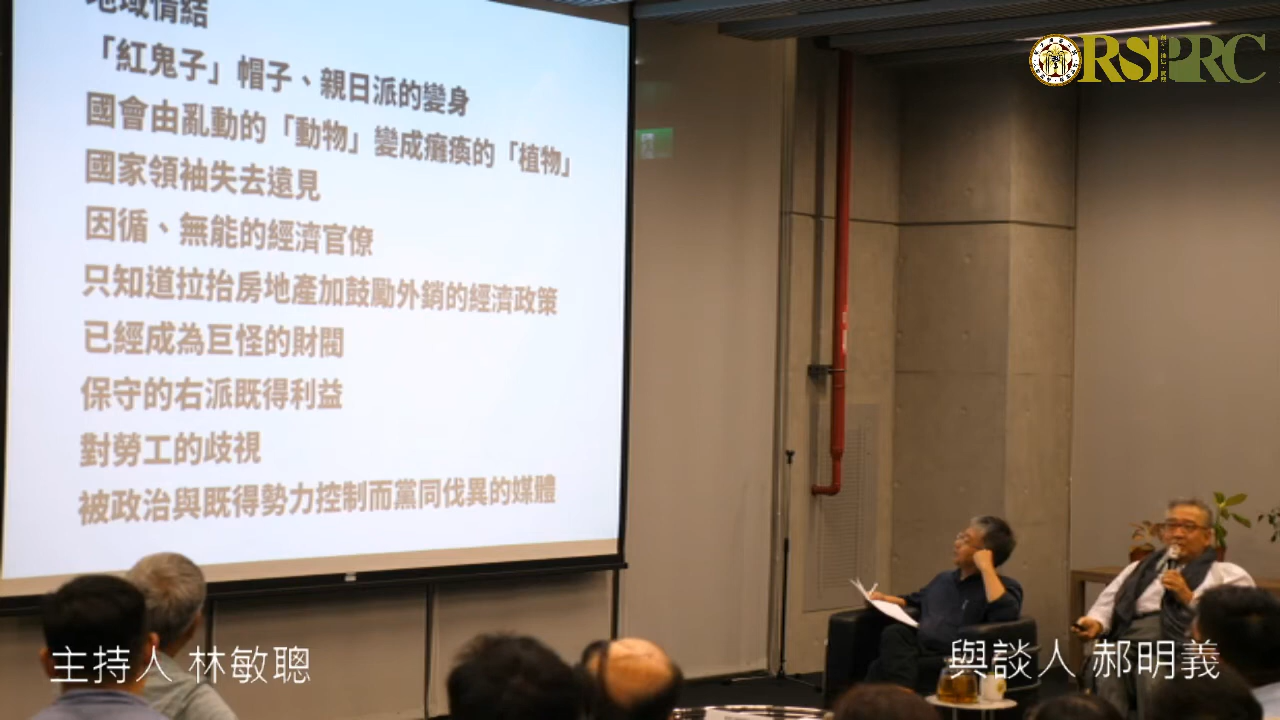 地域情結
「紅鬼子」帽子、親日派的變身
國會由亂動的「動物」變成癱瘓的「植物」
國家領袖失去遠見
因循、無能的經濟官僚
只知道拉抬房地產加鼓勵外銷的經濟政策
已經成為巨怪的財閥
保守的右派既得利益
對勞工的歧視
被政治與既得勢力控制而黨同伐異的媒體
ORSPRC
主持人 林敏聰
與談人 郝明義